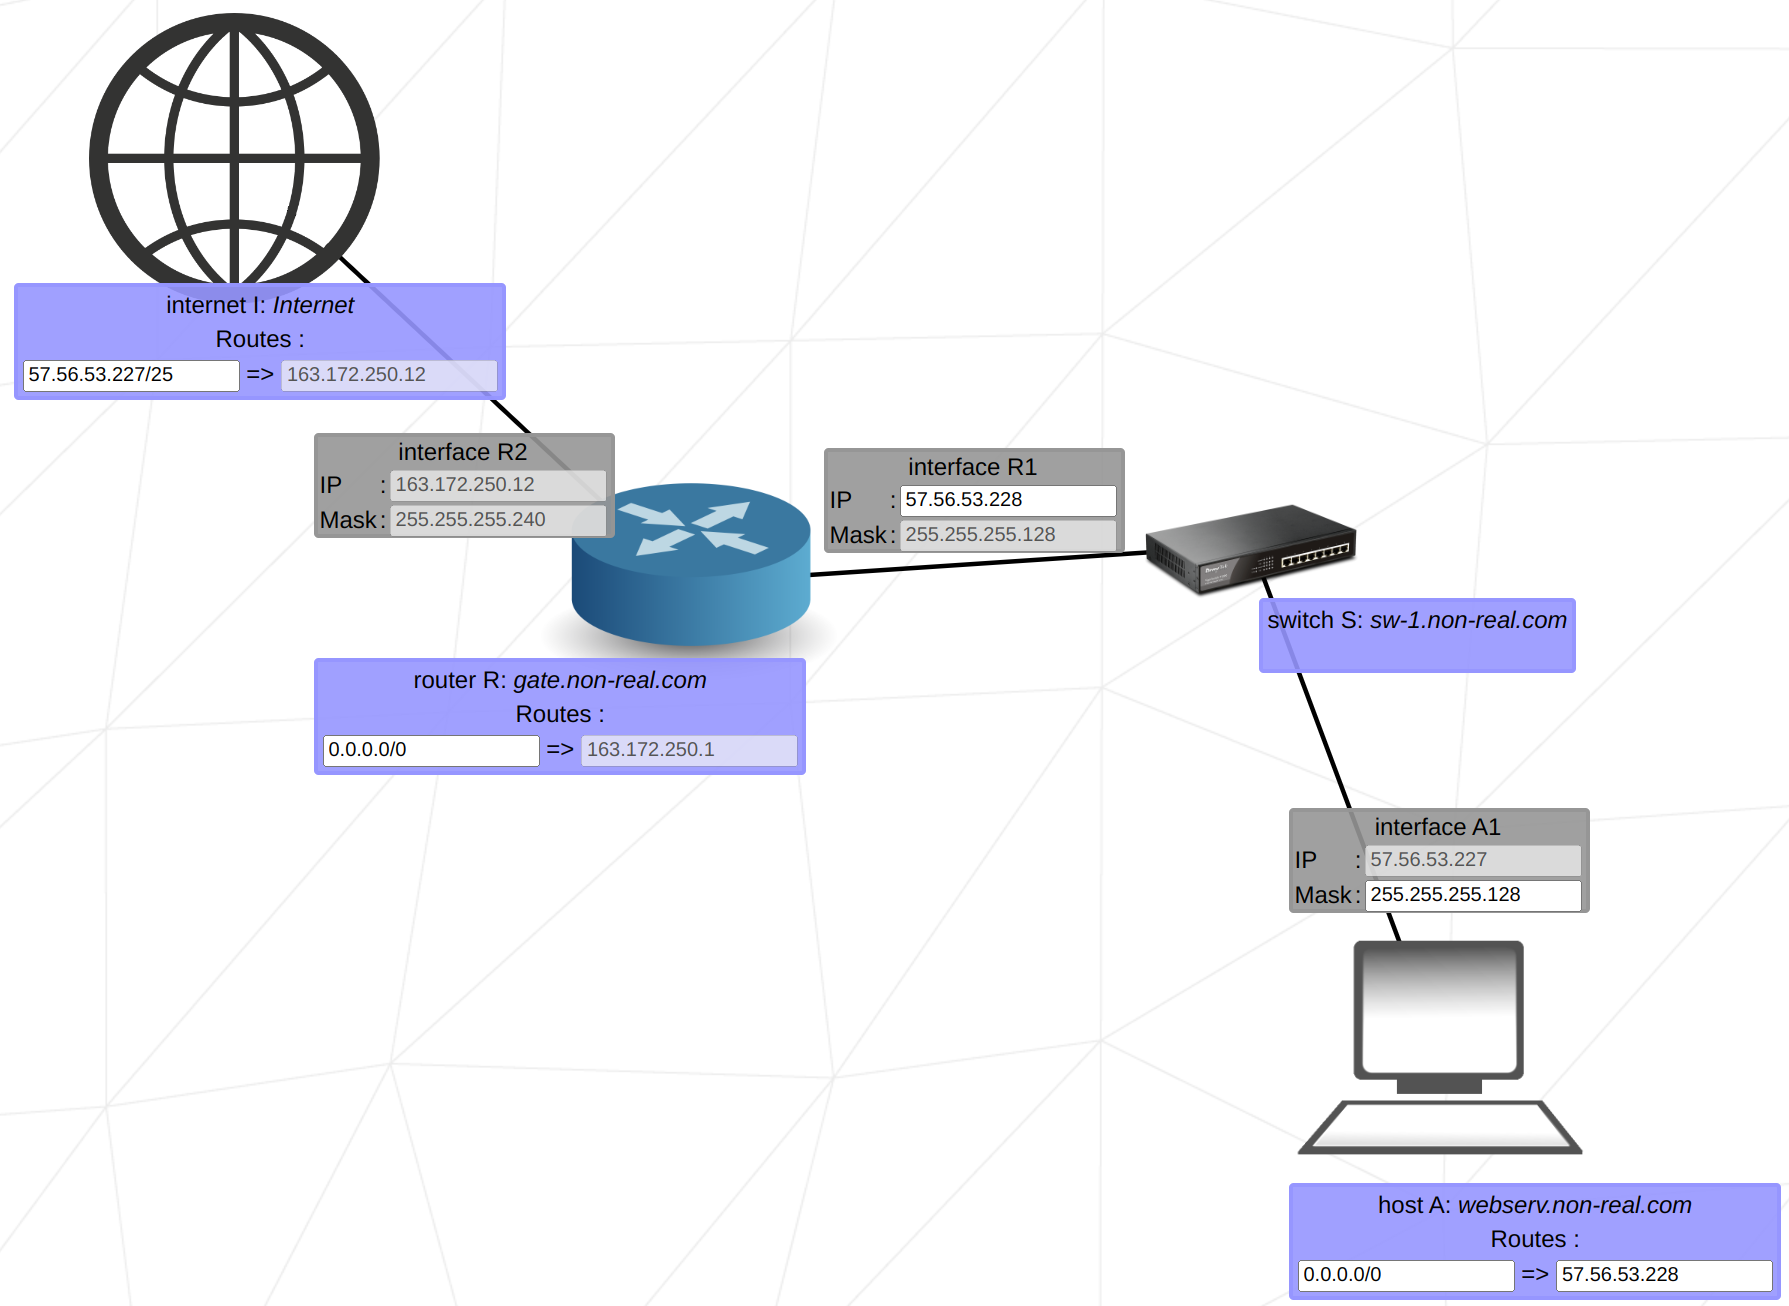 internet I: Internet
Routes :
57.56.53.227/25 => 163.172.250.12
interface R2
IP : 163.172.250.12
Mask : 255.255.255.240
interface R1
IP : 57.56.53.228
Mask : 255.255.255.128
switch S: sw-1.non-real.com
router R: gate.non-real.com
Routes :
0.0.0.0/0 => 163.172.250.1
interface A1
IP : 57.56.53.227
Mask : 255.255.255.128
host A: webserv.non-real.com
Routes :
0.0.0.0/0 => 57.56.53.228